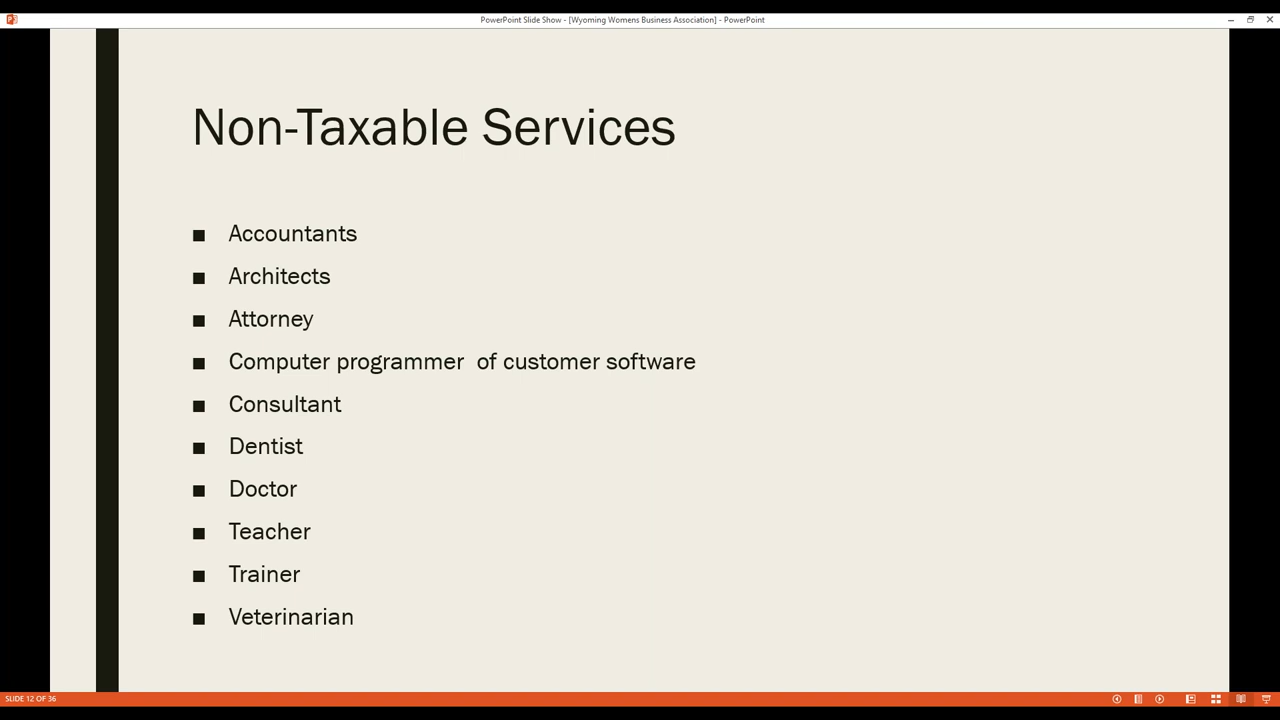 PowerPoint Slide Show - [Wyoming Womens Business Association] - PowerPoint
Non-Taxable Services
■ Accountants
■ Architects
■ Attorney
■ Computer programmer  of customer software
■ Consultant
■ Dentist
■ Doctor
■ Teacher
■ Trainer
■ Veterinarian
SLIDE 12 OF 36